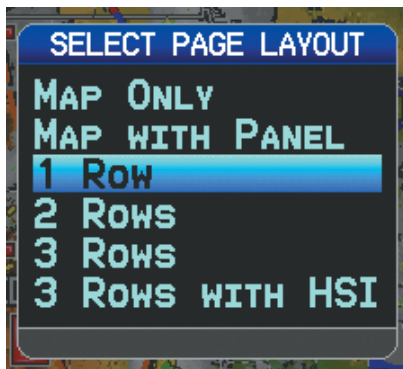 SELECT PAGE LAYOUT
MAP ONLY
MAP WITH PANEL
1 ROW
2 ROWS
3 ROWS
3 ROWS WITH HSI